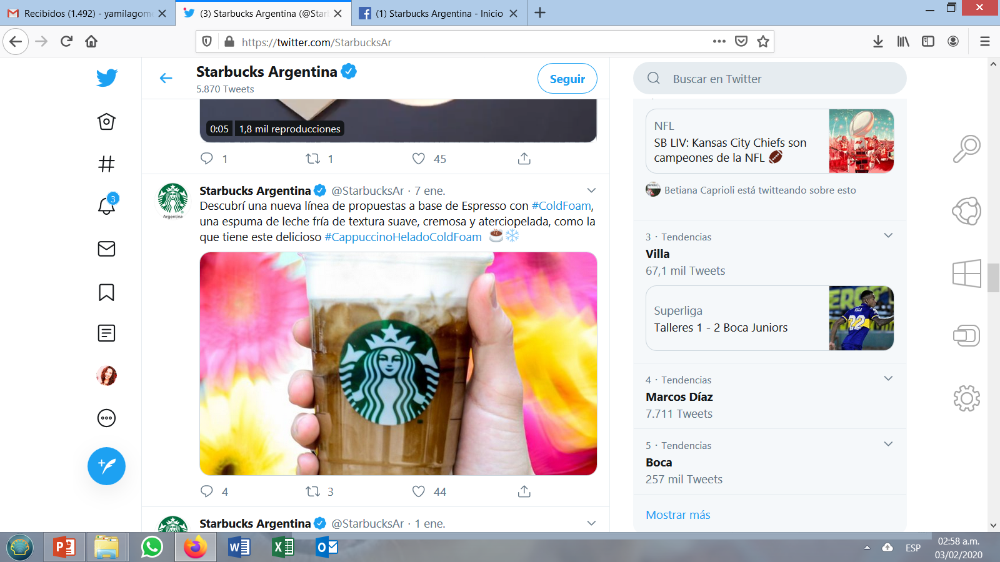 Recibidos (1.492) - yamilagom
(3) Starbucks Argentina (@Star
(1) Starbucks Argentina - Inicio
https://twitter.com/StarbucksAr
Starbucks Argentina
5.870 Tweets
Seguir
0:05
1,8 mil reproducciones
1
1
45
Starbucks Argentina @StarbucksAr · 7 ene.
Descubrí una nueva línea de propuestas a base de Espresso con #ColdFoam,
una espuma de leche fría de textura suave, cremosa y aterciopelada, como la
que tiene este delicioso #CappuccinoHeladoColdFoam
Argentina
4
3
44
Starbucks Argentina @StarbucksAr · 1 ene.
3
Buscar en Twitter
NFL
SB LIV: Kansas City Chiefs son
campeones de la NFL
Betiana Caprioli está twitteando sobre esto
3 · Tendencias
Villa
67,1 mil Tweets
Superliga
Talleres 1 - 2 Boca Juniors
VILLA
22
4 · Tendencias
Marcos Díaz
7.711 Tweets
5 · Tendencias
Boca
257 mil Tweets
Mostrar más
ESP
02:58 a.m.
03/02/2020